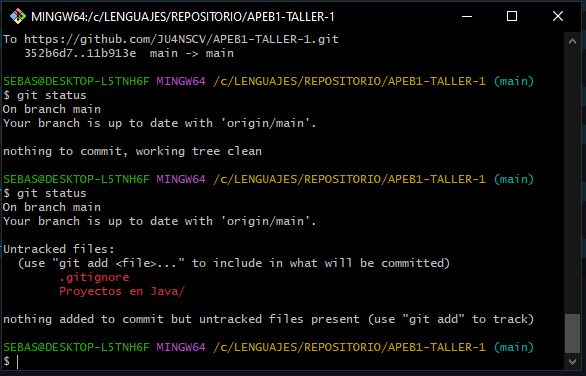 MINGW64:/c/LENGUAJES/REPOSITORIO/APEB1-TALLER-1
To https://github.com/JU4NSCV/APEB1-TALLER-1.git
   352b6d7..11b913e  main -> main
SEBAS@DESKTOP-L5TNH6F MINGW64 /c/LENGUAJES/REPOSITORIO/APEB1-TALLER-1 (main)
$ git status
On branch main
Your branch is up to date with 'origin/main'.
nothing to commit, working tree clean
SEBAS@DESKTOP-L5TNH6F MINGW64 /c/LENGUAJES/REPOSITORIO/APEB1-TALLER-1 (main)
$ git status
On branch main
Your branch is up to date with 'origin/main'.
Untracked files:
  (use "git add <file>..." to include in what will be committed)
        .gitignore
        Proyectos en Java/
nothing added to commit but untracked files present (use "git add" to track)
SEBAS@DESKTOP-L5TNH6F MINGW64 /c/LENGUAJES/REPOSITORIO/APEB1-TALLER-1 (main)
$